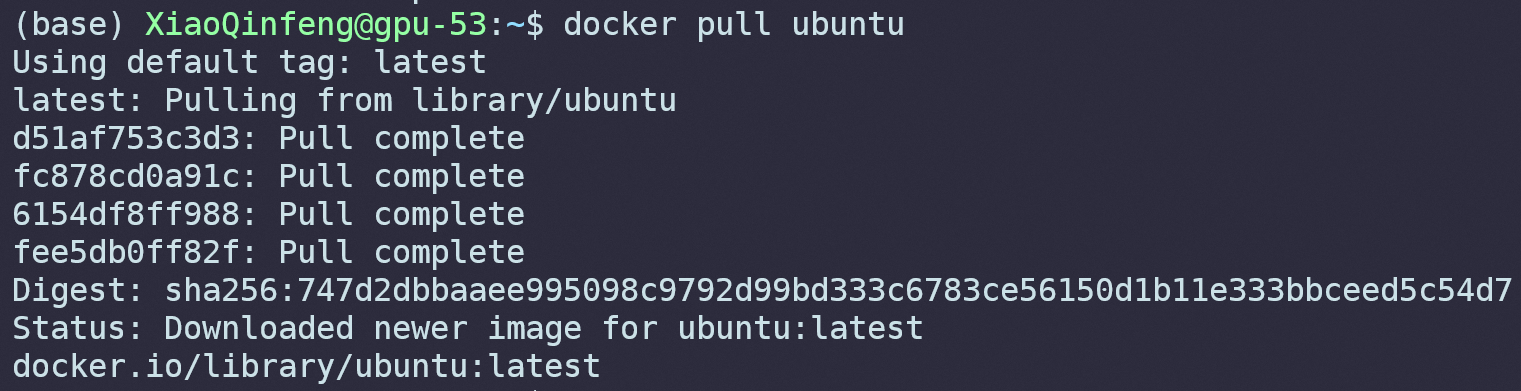 (base) XiaoQinfeng@gpu-53:~$ docker pull ubuntu
Using default tag: latest
latest: Pulling from library/ubuntu
d51af753c3d3: Pull complete
fc878cd0a91c: Pull complete
6154df8ff988: Pull complete
fee5db0ff82f: Pull complete
Digest: sha256:747d2dbbaaee995098c9792d99bd333c6783ce56150d1b11e333bbceed5c54d7
Status: Downloaded newer image for ubuntu:latest
docker.io/library/ubuntu:latest